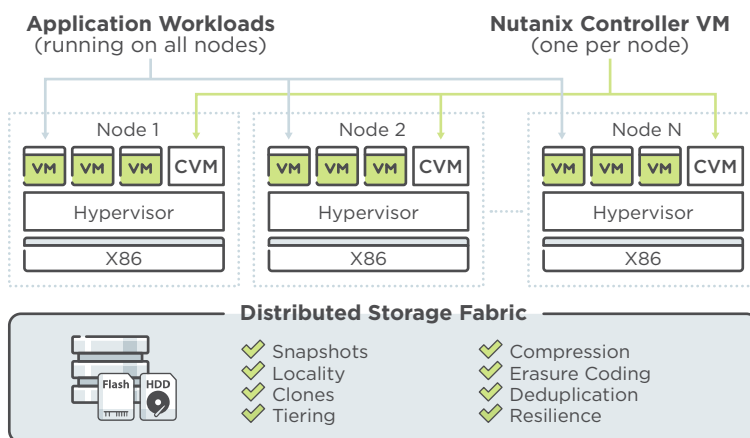 Application Workloads
(running on all nodes)
Nutanix Controller VM
(one per node)
Node 1
VM VM VM CVM
Hypervisor
X86
Node 2
VM VM VM CVM
Hypervisor
X86
Node N
VM VM VM CVM
Hypervisor
X86
Distributed Storage Fabric
Flash
HDD
Snapshots
Locality
Clones
Tiering
Compression
Erasure Coding
Deduplication
Resilience